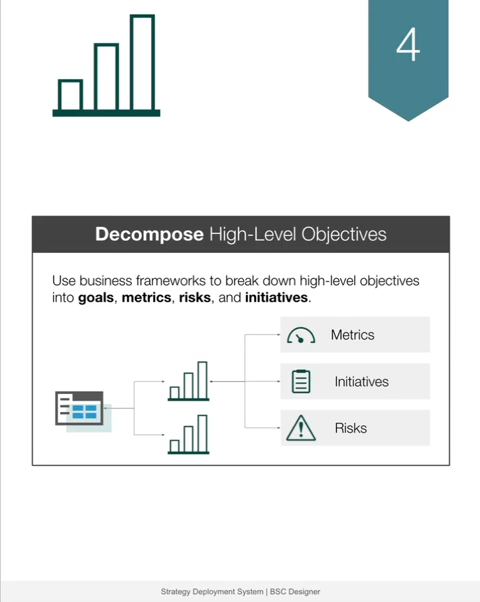 4
Decompose High-Level Objectives
Use business frameworks to break down high-level objectives
into goals, metrics, risks, and initiatives.
Metrics
Initiatives
Risks
Strategy Deployment System | BSC Designer